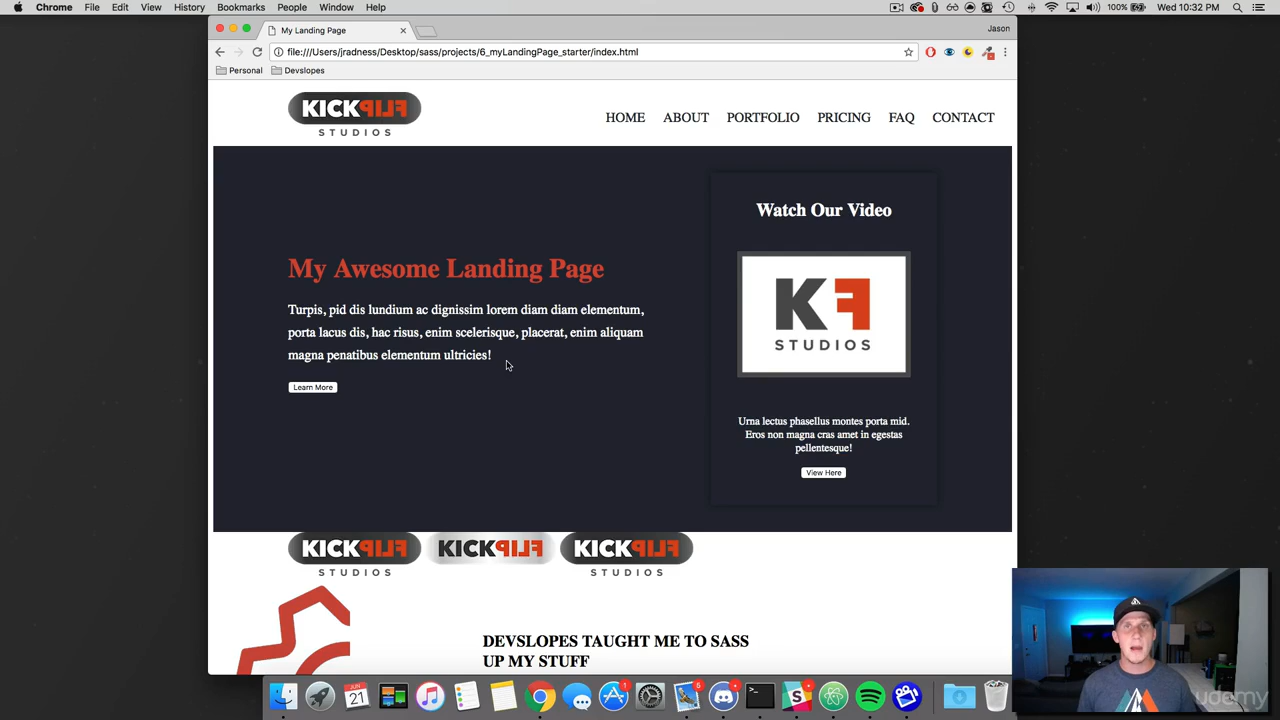 Chrome File Edit View History Bookmarks People Window Help 100% Wed 10:32 PM
My Landing Page
Jason
file:///Users/jradness/Desktop/sass/projects/6_myLandingPage_starter/index.html
Personal Devslopes
KICKFLIP
STUDIOS
HOME ABOUT PORTFOLIO PRICING FAQ CONTACT
Watch Our Video
My Awesome Landing Page
Turpis, pid dis lundium ac dignissim lorem diam diam elementum,
porta lacus dis, hac risus, enim scelerisque, placerat, enim aliquam
magna penatibus elementum ultricies!
Learn More
KF
STUDIOS
Urna lectus phasellus montes porta mid.
Eros non magna cras amet in egestas
pellentesque!
View Here
KICKFLIP KICKFLIP KICKFLIP
STUDIOS STUDIOS
DEVSLOPES TAUGHT ME TO SASS
UP MY STUFF
JUN
21
udemy